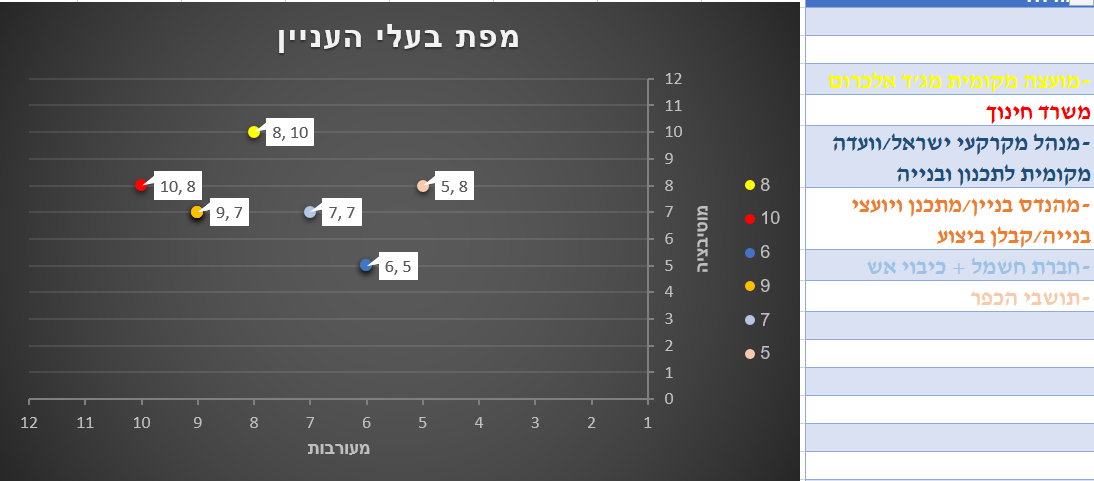 מפת בעלי העניין
12
11
10
9
8
7
6
5
4
3
2
1
0
8, 10
10, 8
9, 7
7, 7
5, 8
6, 5
מוטיבציה
12 11 10 9 8 7 6 5 4 3 2 1
מעורבות
8
10
6
9
7
5
-מועצה מקומית מג'ד אלכרום
משרד חינוך
-מנהל מקרקעי ישראל/וועדה
מקומית לתכנון ובנייה
-מהנדס בניין/מתכנן ויועצי
בנייה/קבלן ביצוע
-חברת חשמל + כיבוי אש
-תושבי הכפר